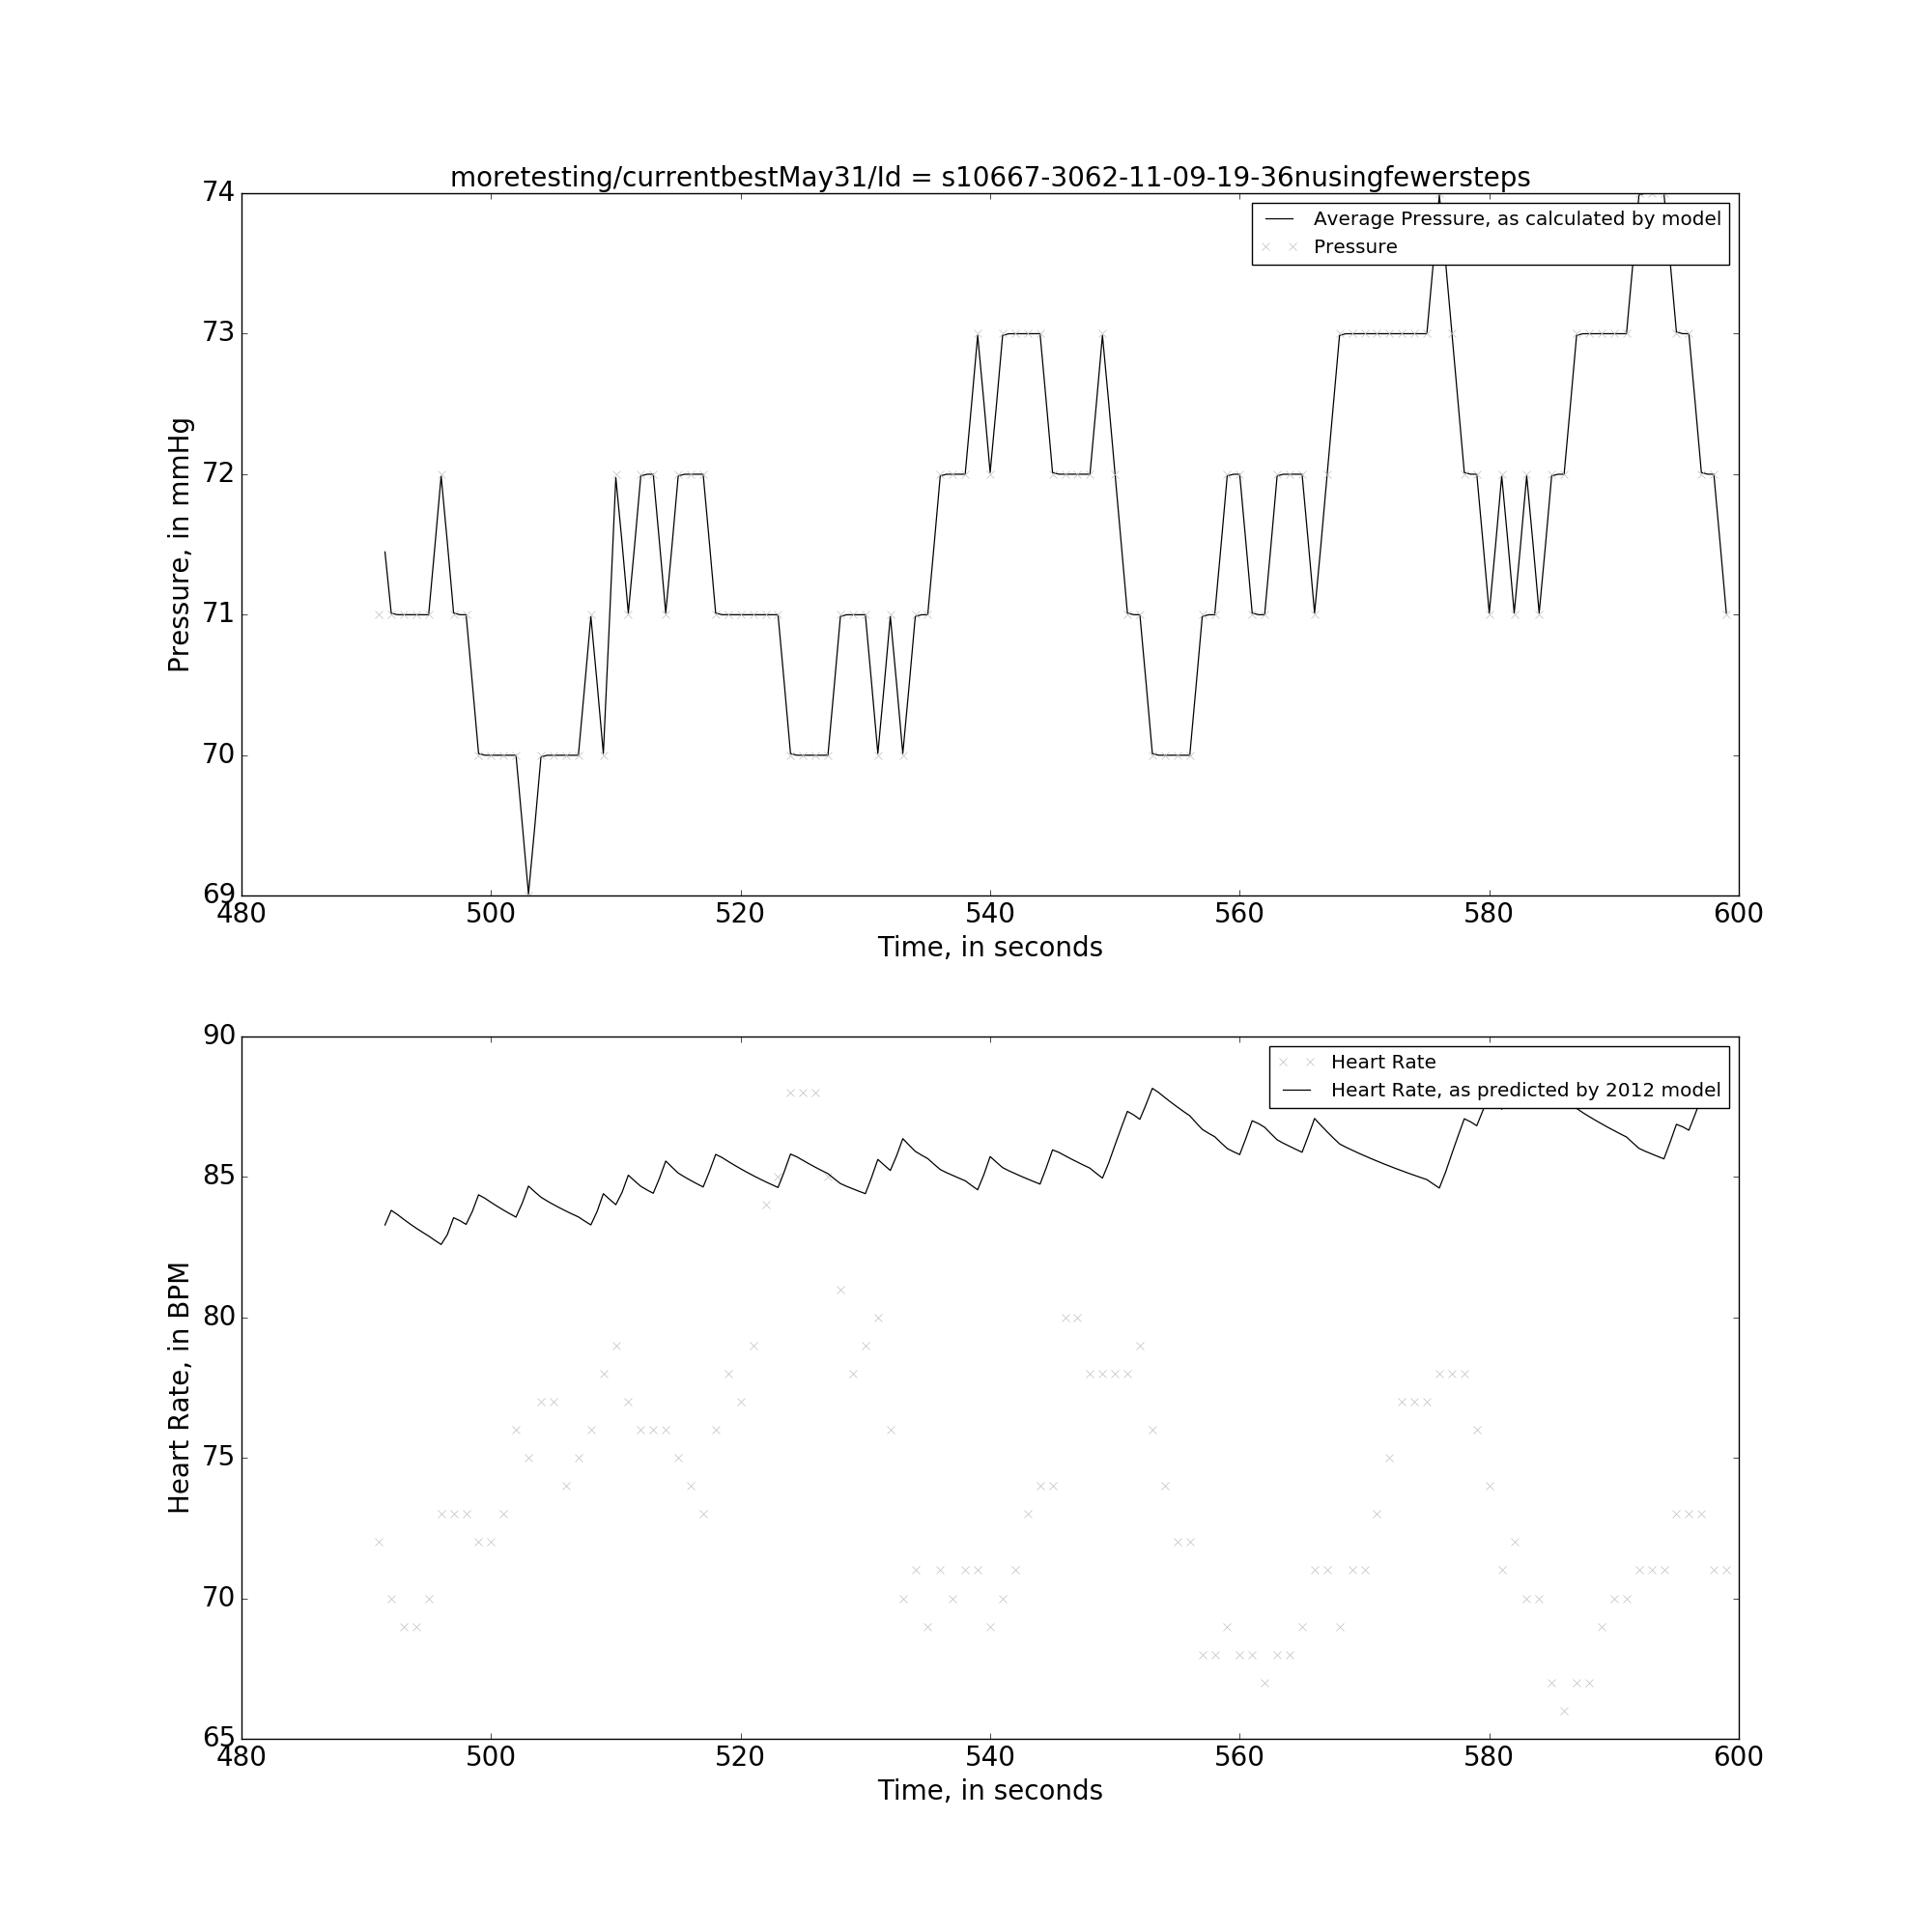 moretesting/currentbestMay31/Id = s10667-3062-11-09-19-36nusingfewersteps
74
73
72
71
70
69
Pressure, in mmHg
Average Pressure, as calculated by model
Pressure
480 500 520 540 560 580 600
Time, in seconds
90
85
80
75
70
65
Heart Rate, in BPM
Heart Rate
Heart Rate, as predicted by 2012 model
480 500 520 540 560 580 600
Time, in seconds